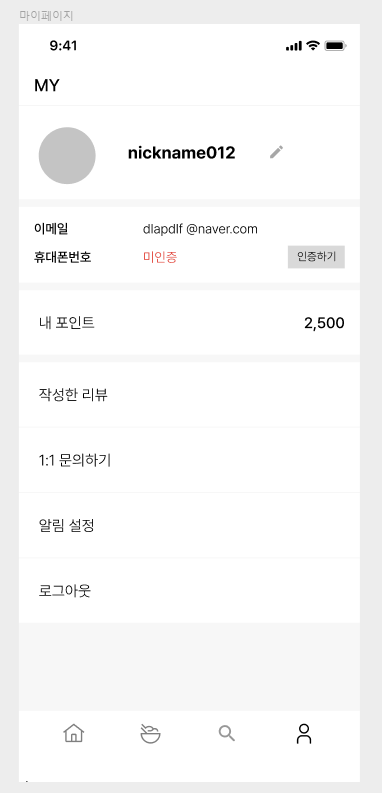 마이페이지
9:41
MY
nickname012
이메일 dlapdlf @naver.com
휴대폰번호 미인증 인증하기
내 포인트 2,500
작성한 리뷰
1:1 문의하기
알림 설정
로그아웃